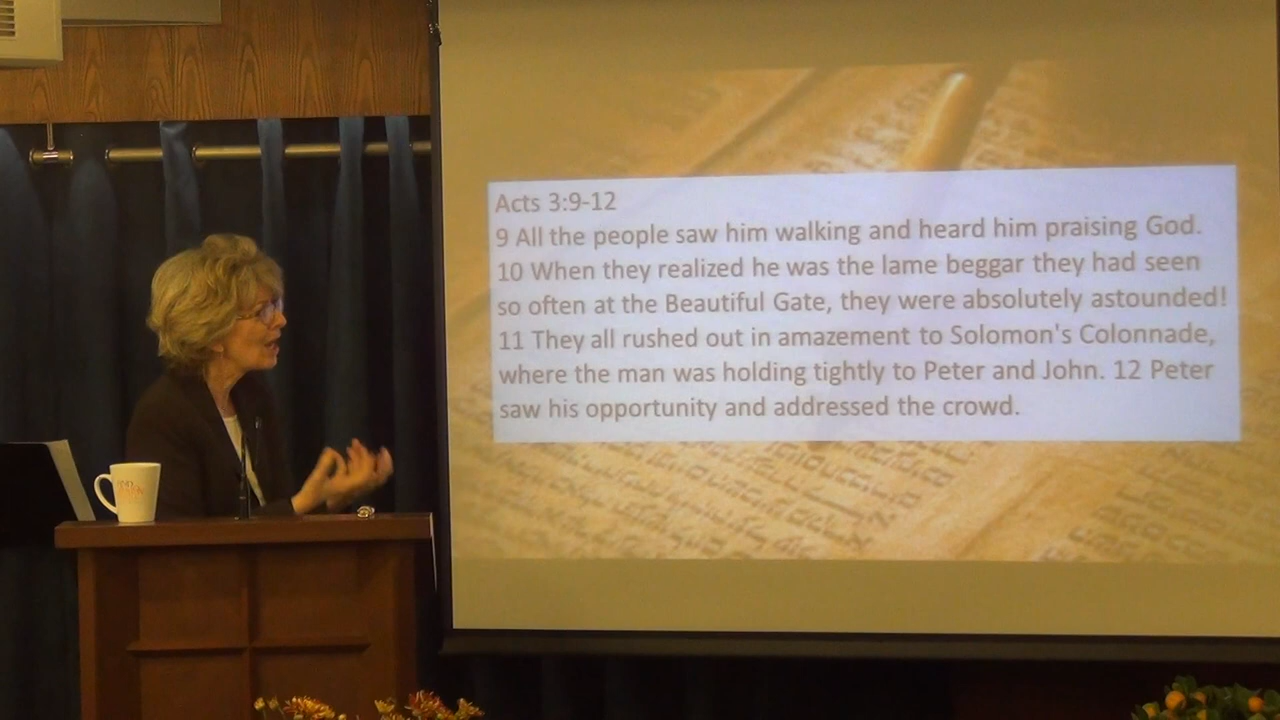 Acts 3:9-12
9 All the people saw him walking and heard him praising God.
10 When they realized he was the lame beggar they had seen
so often at the Beautiful Gate, they were absolutely astounded!
11 They all rushed out in amazement to Solomon's Colonnade,
where the man was holding tightly to Peter and John. 12 Peter
saw his opportunity and addressed the crowd.